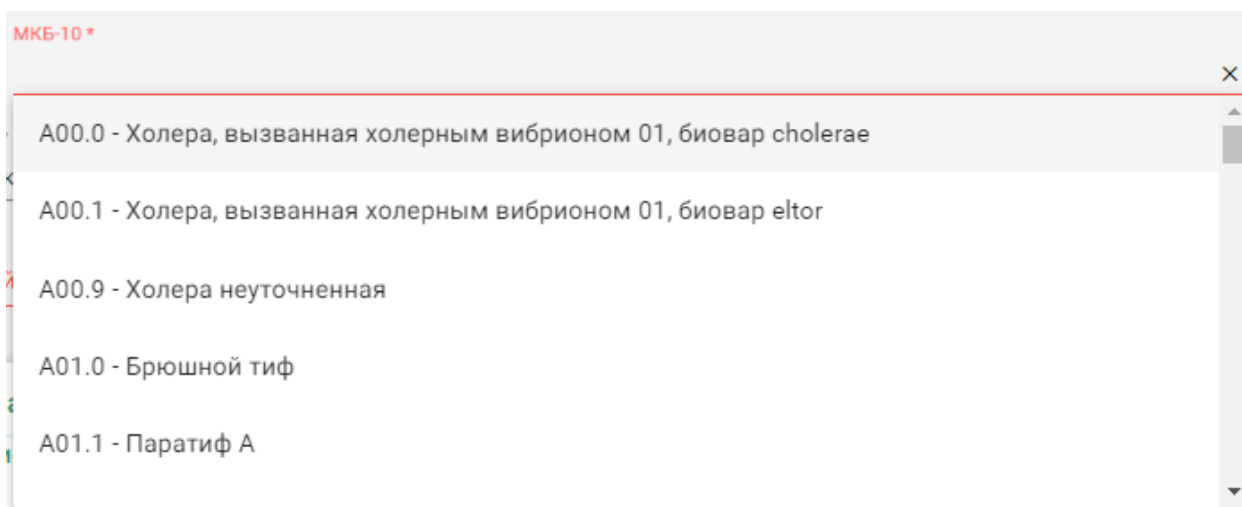 МКБ-10 *
A00.0 - Холера, вызванная холерным вибрионом 01, биовар cholerae
A00.1 - Холера, вызванная холерным вибрионом 01, биовар eltor
A00.9 - Холера неуточненная
A01.0 - Брюшной тиф
A01.1 - Паратиф A